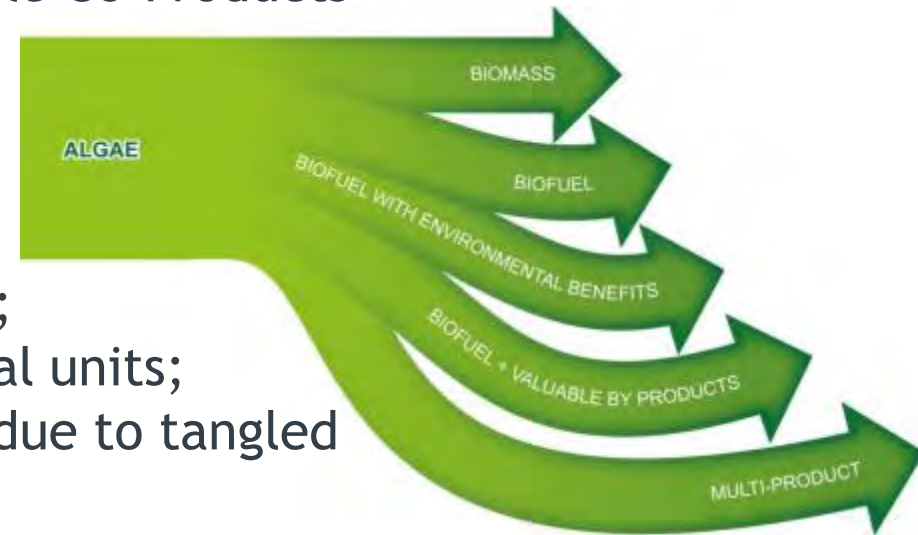 BIOMASS
ALGAE
BIOFUEL
BIOFUEL WITH ENVIRONMENTAL BENEFITS
;
al units;
BIOFUEL + VALUABLE BY PRODUCTS
due to tangled
MULTI-PRODUCT